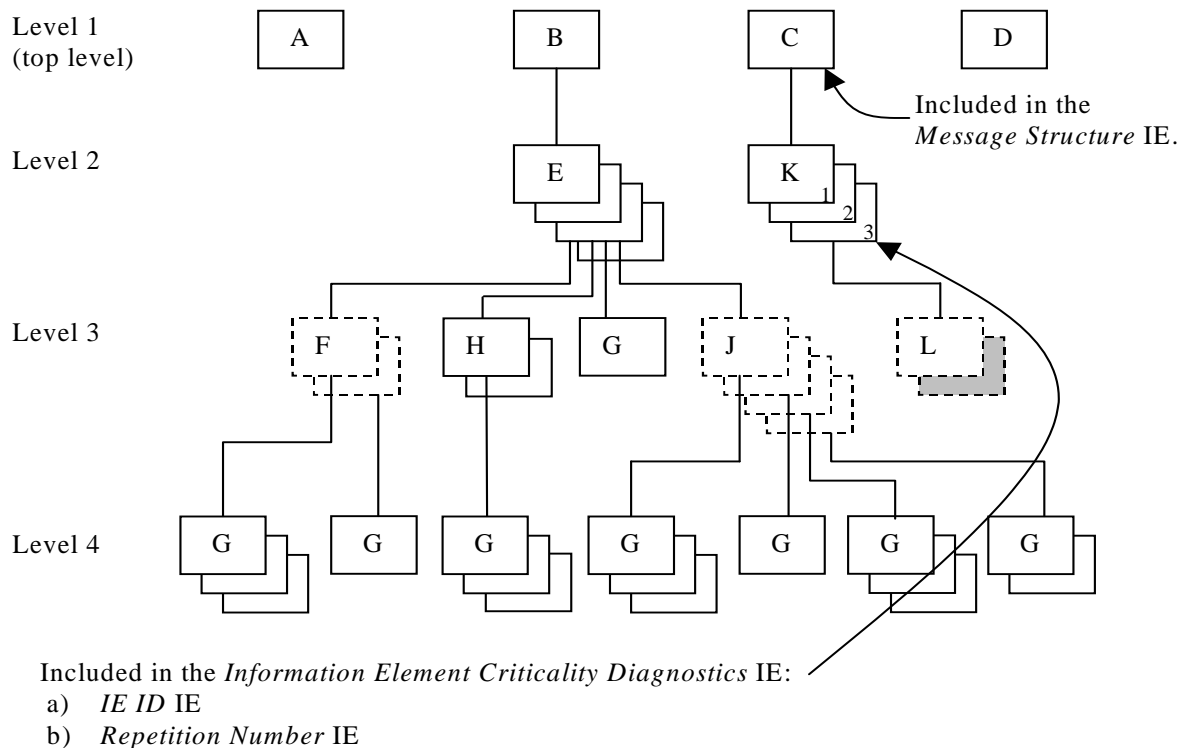 Level 1
(top level)
A
B
C
D
Included in the
Message Structure IE.
Level 2
E
K
1
2
3
Level 3
F
H
G
J
L
Level 4
G
G
G
G
G
G
G
Included in the Information Element Criticality Diagnostics IE:
a) IE ID IE
b) Repetition Number IE